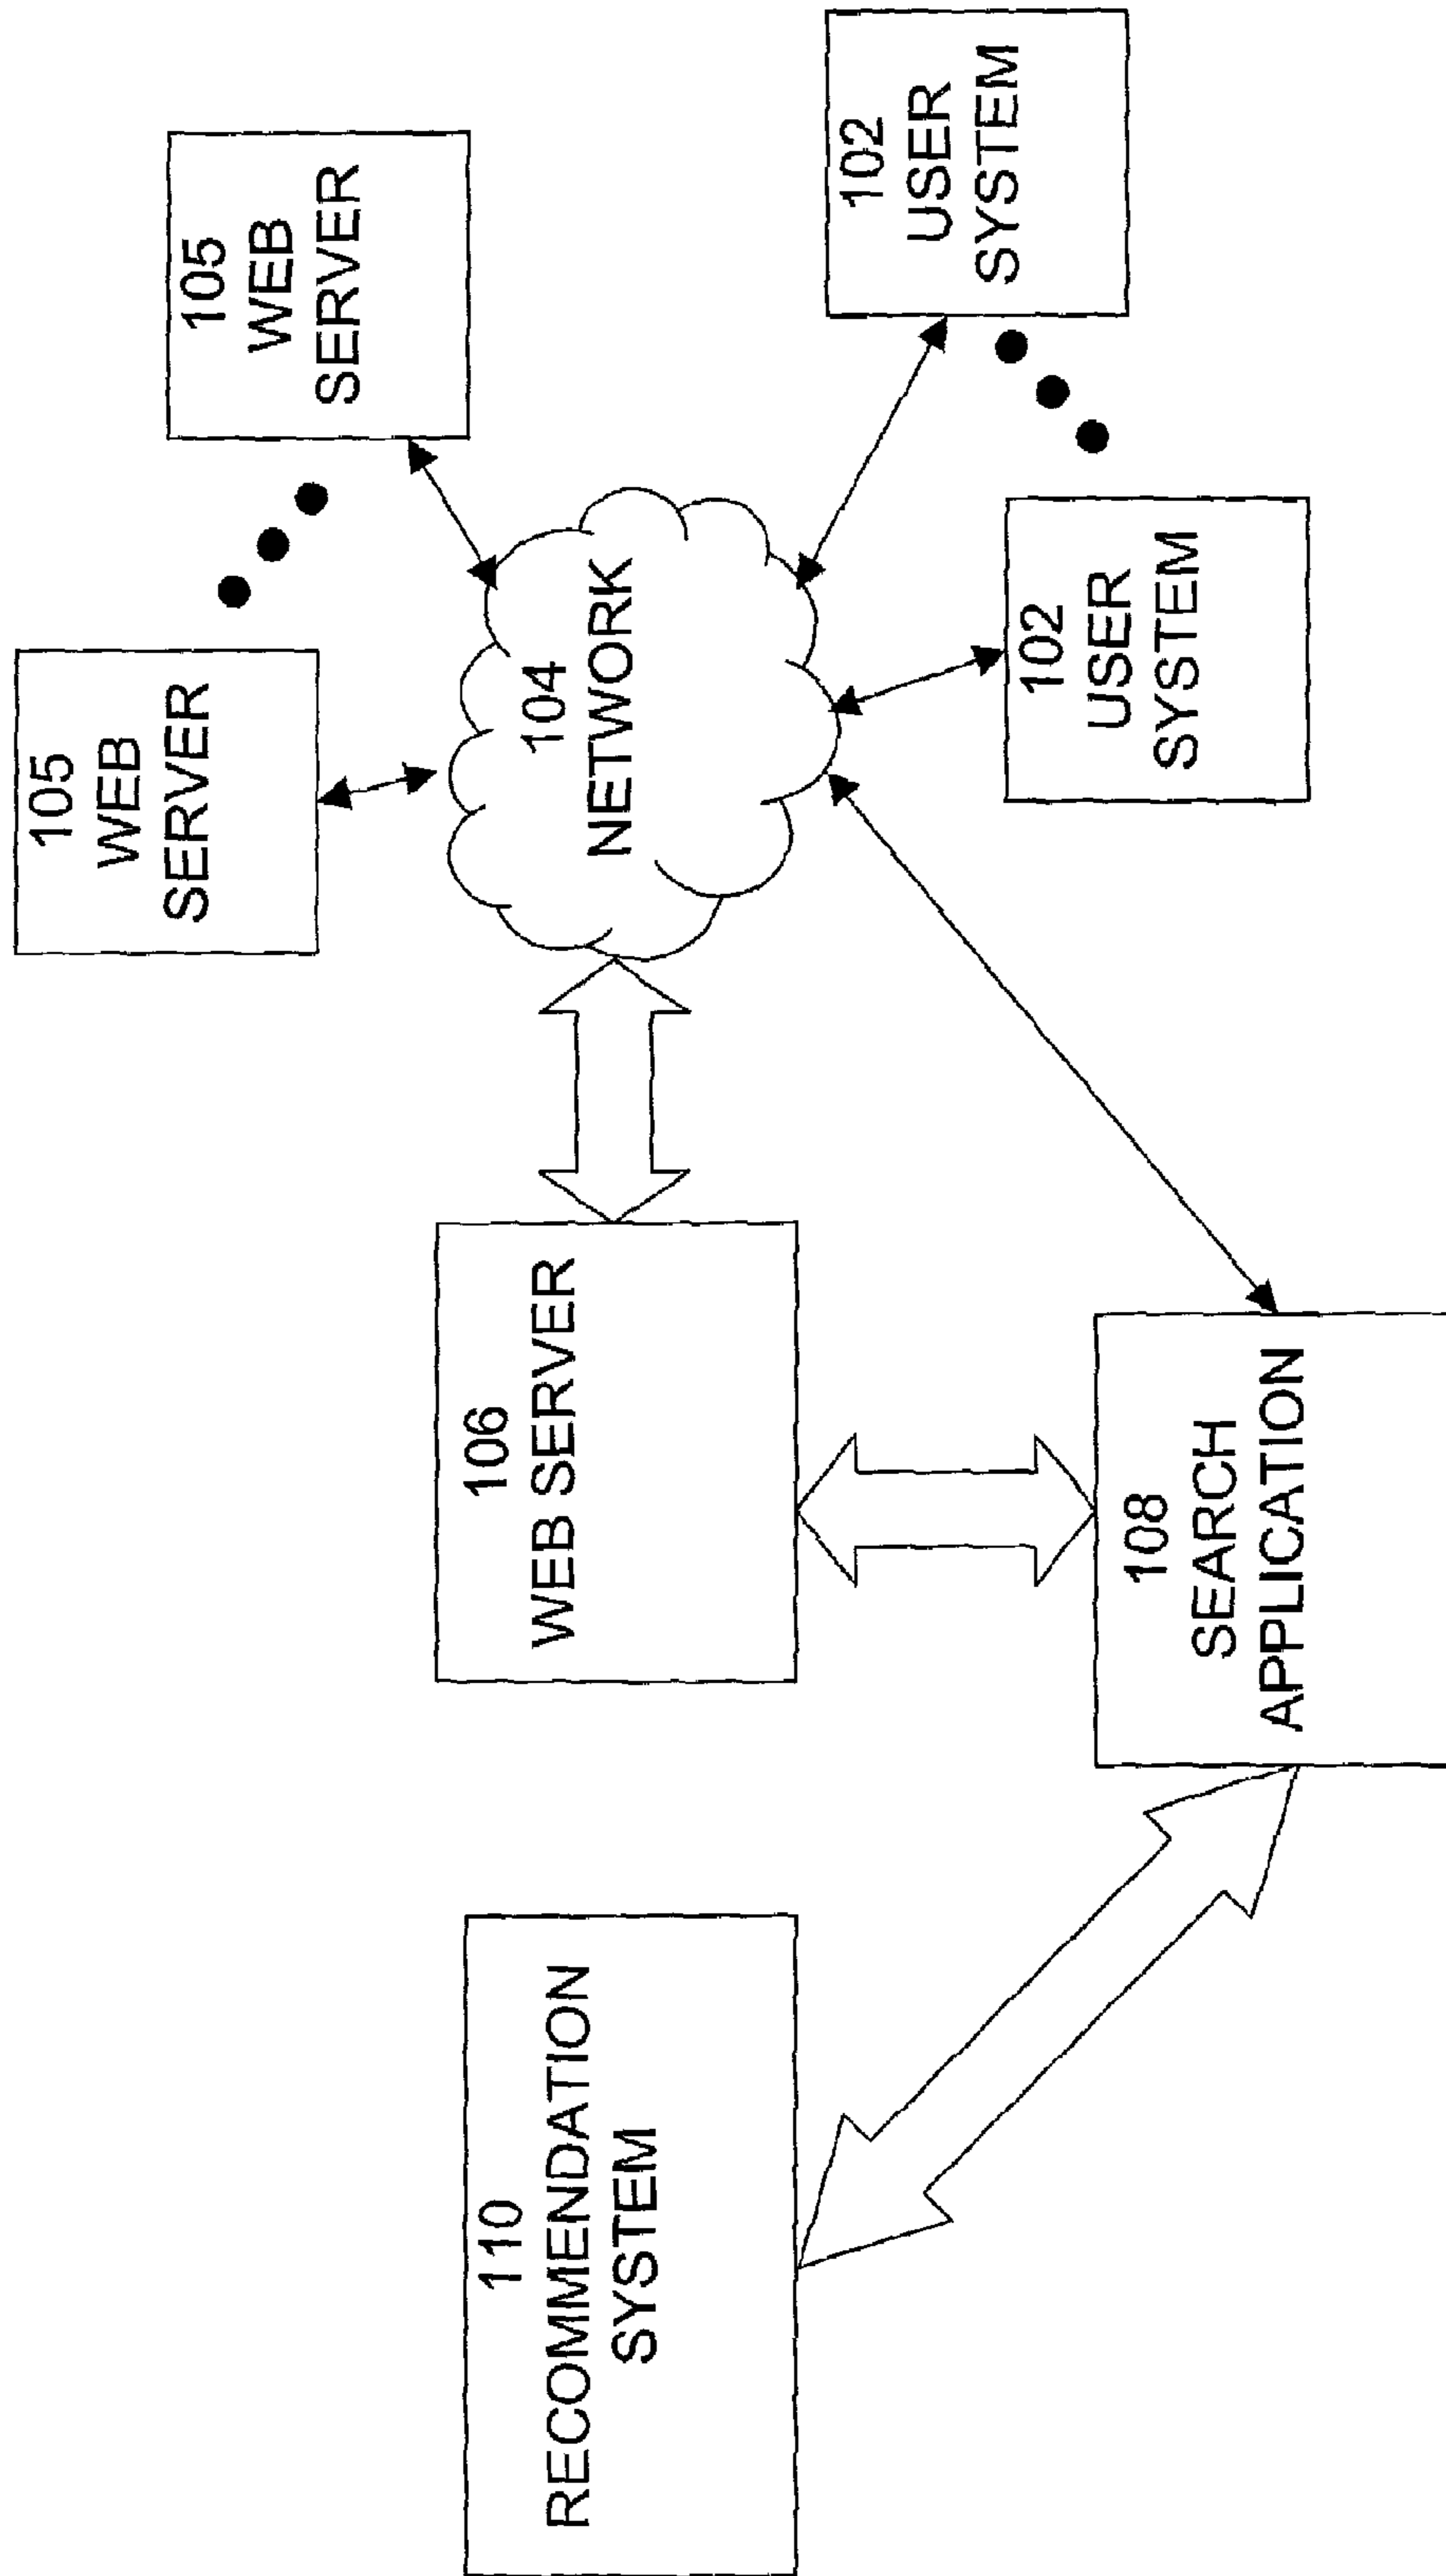 110
RECOMMENDATION
SYSTEM
106
WEB SERVER
108
SEARCH
APPLICATION
105
WEB
SERVER
105
WEB
SERVER
104
NETWORK
102
USER
SYSTEM
102
USER
SYSTEM